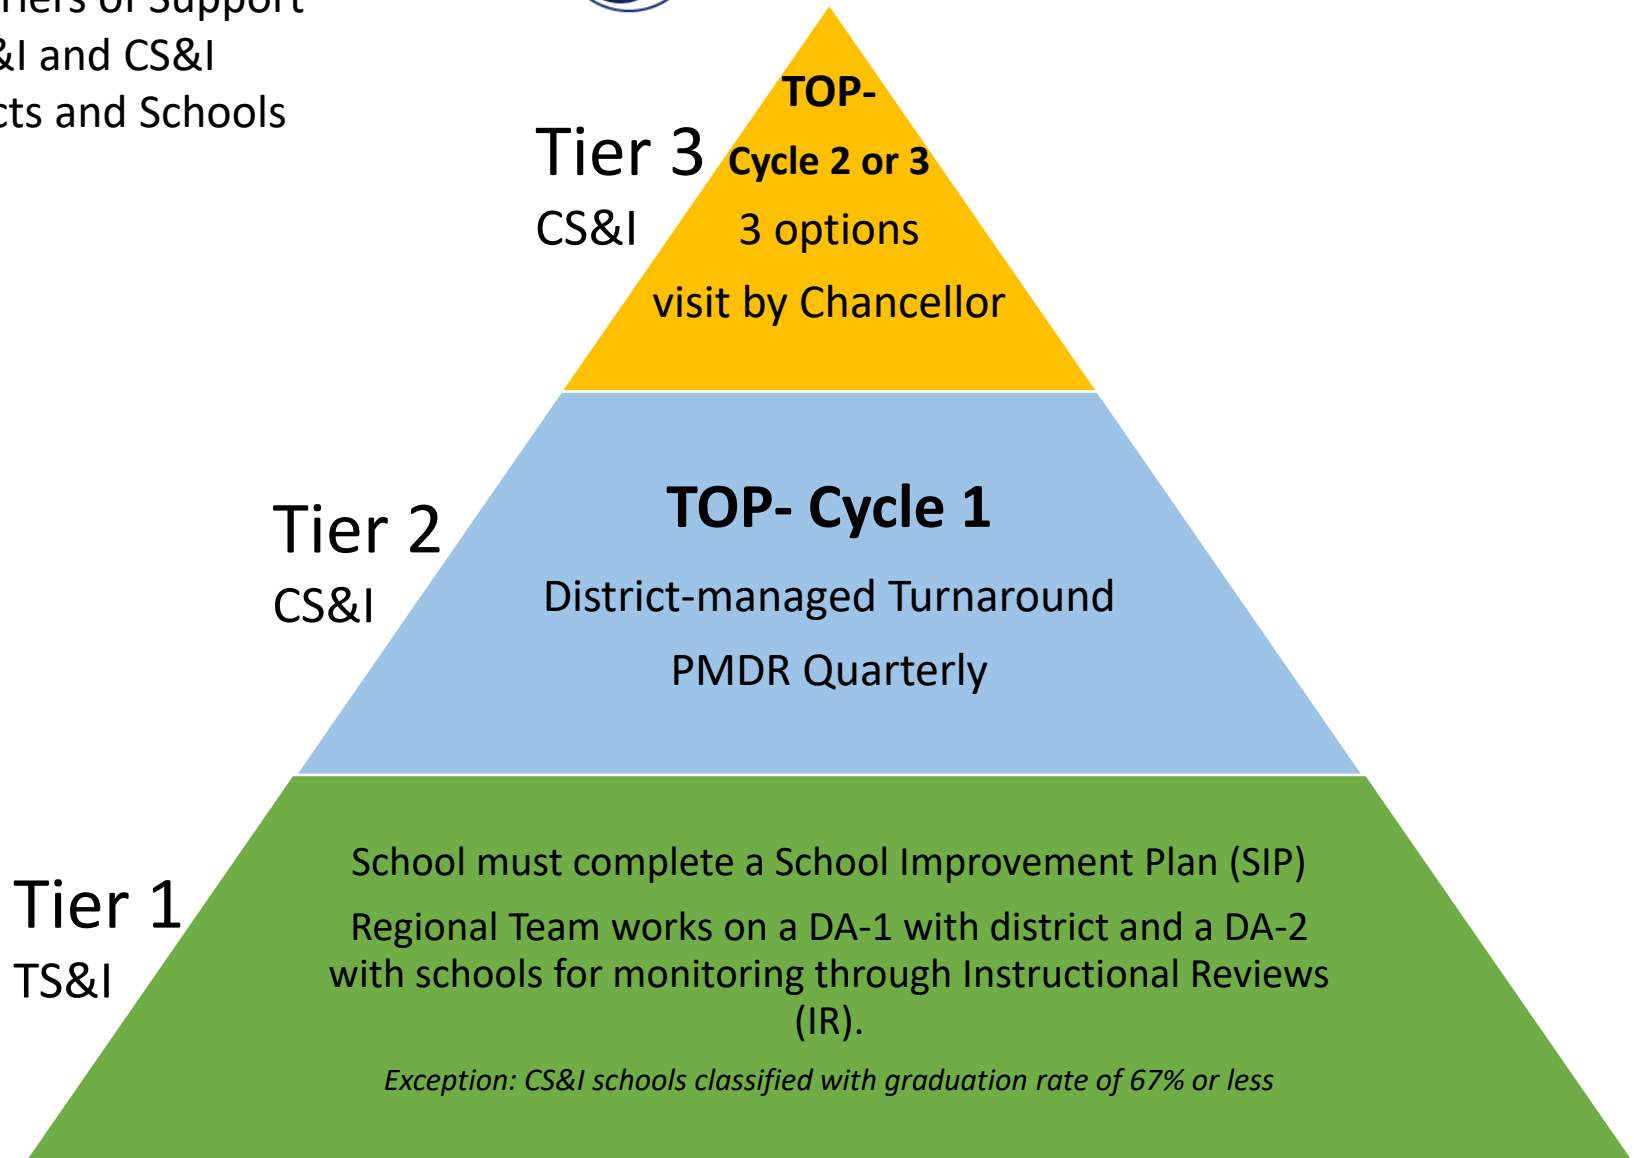 Tiers of Support
&I and CS&I
cts and Schools
TOP-
Cycle 2 or 3
3 options
visit by Chancellor
Tier 3
CS&I
TOP- Cycle 1
District-managed Turnaround
PMDR Quarterly
Tier 2
CS&I
School must complete a School Improvement Plan (SIP)
Regional Team works on a DA-1 with district and a DA-2
with schools for monitoring through Instructional Reviews
(IR).
Exception: CS&I schools classified with graduation rate of 67% or less
Tier 1
TS&I